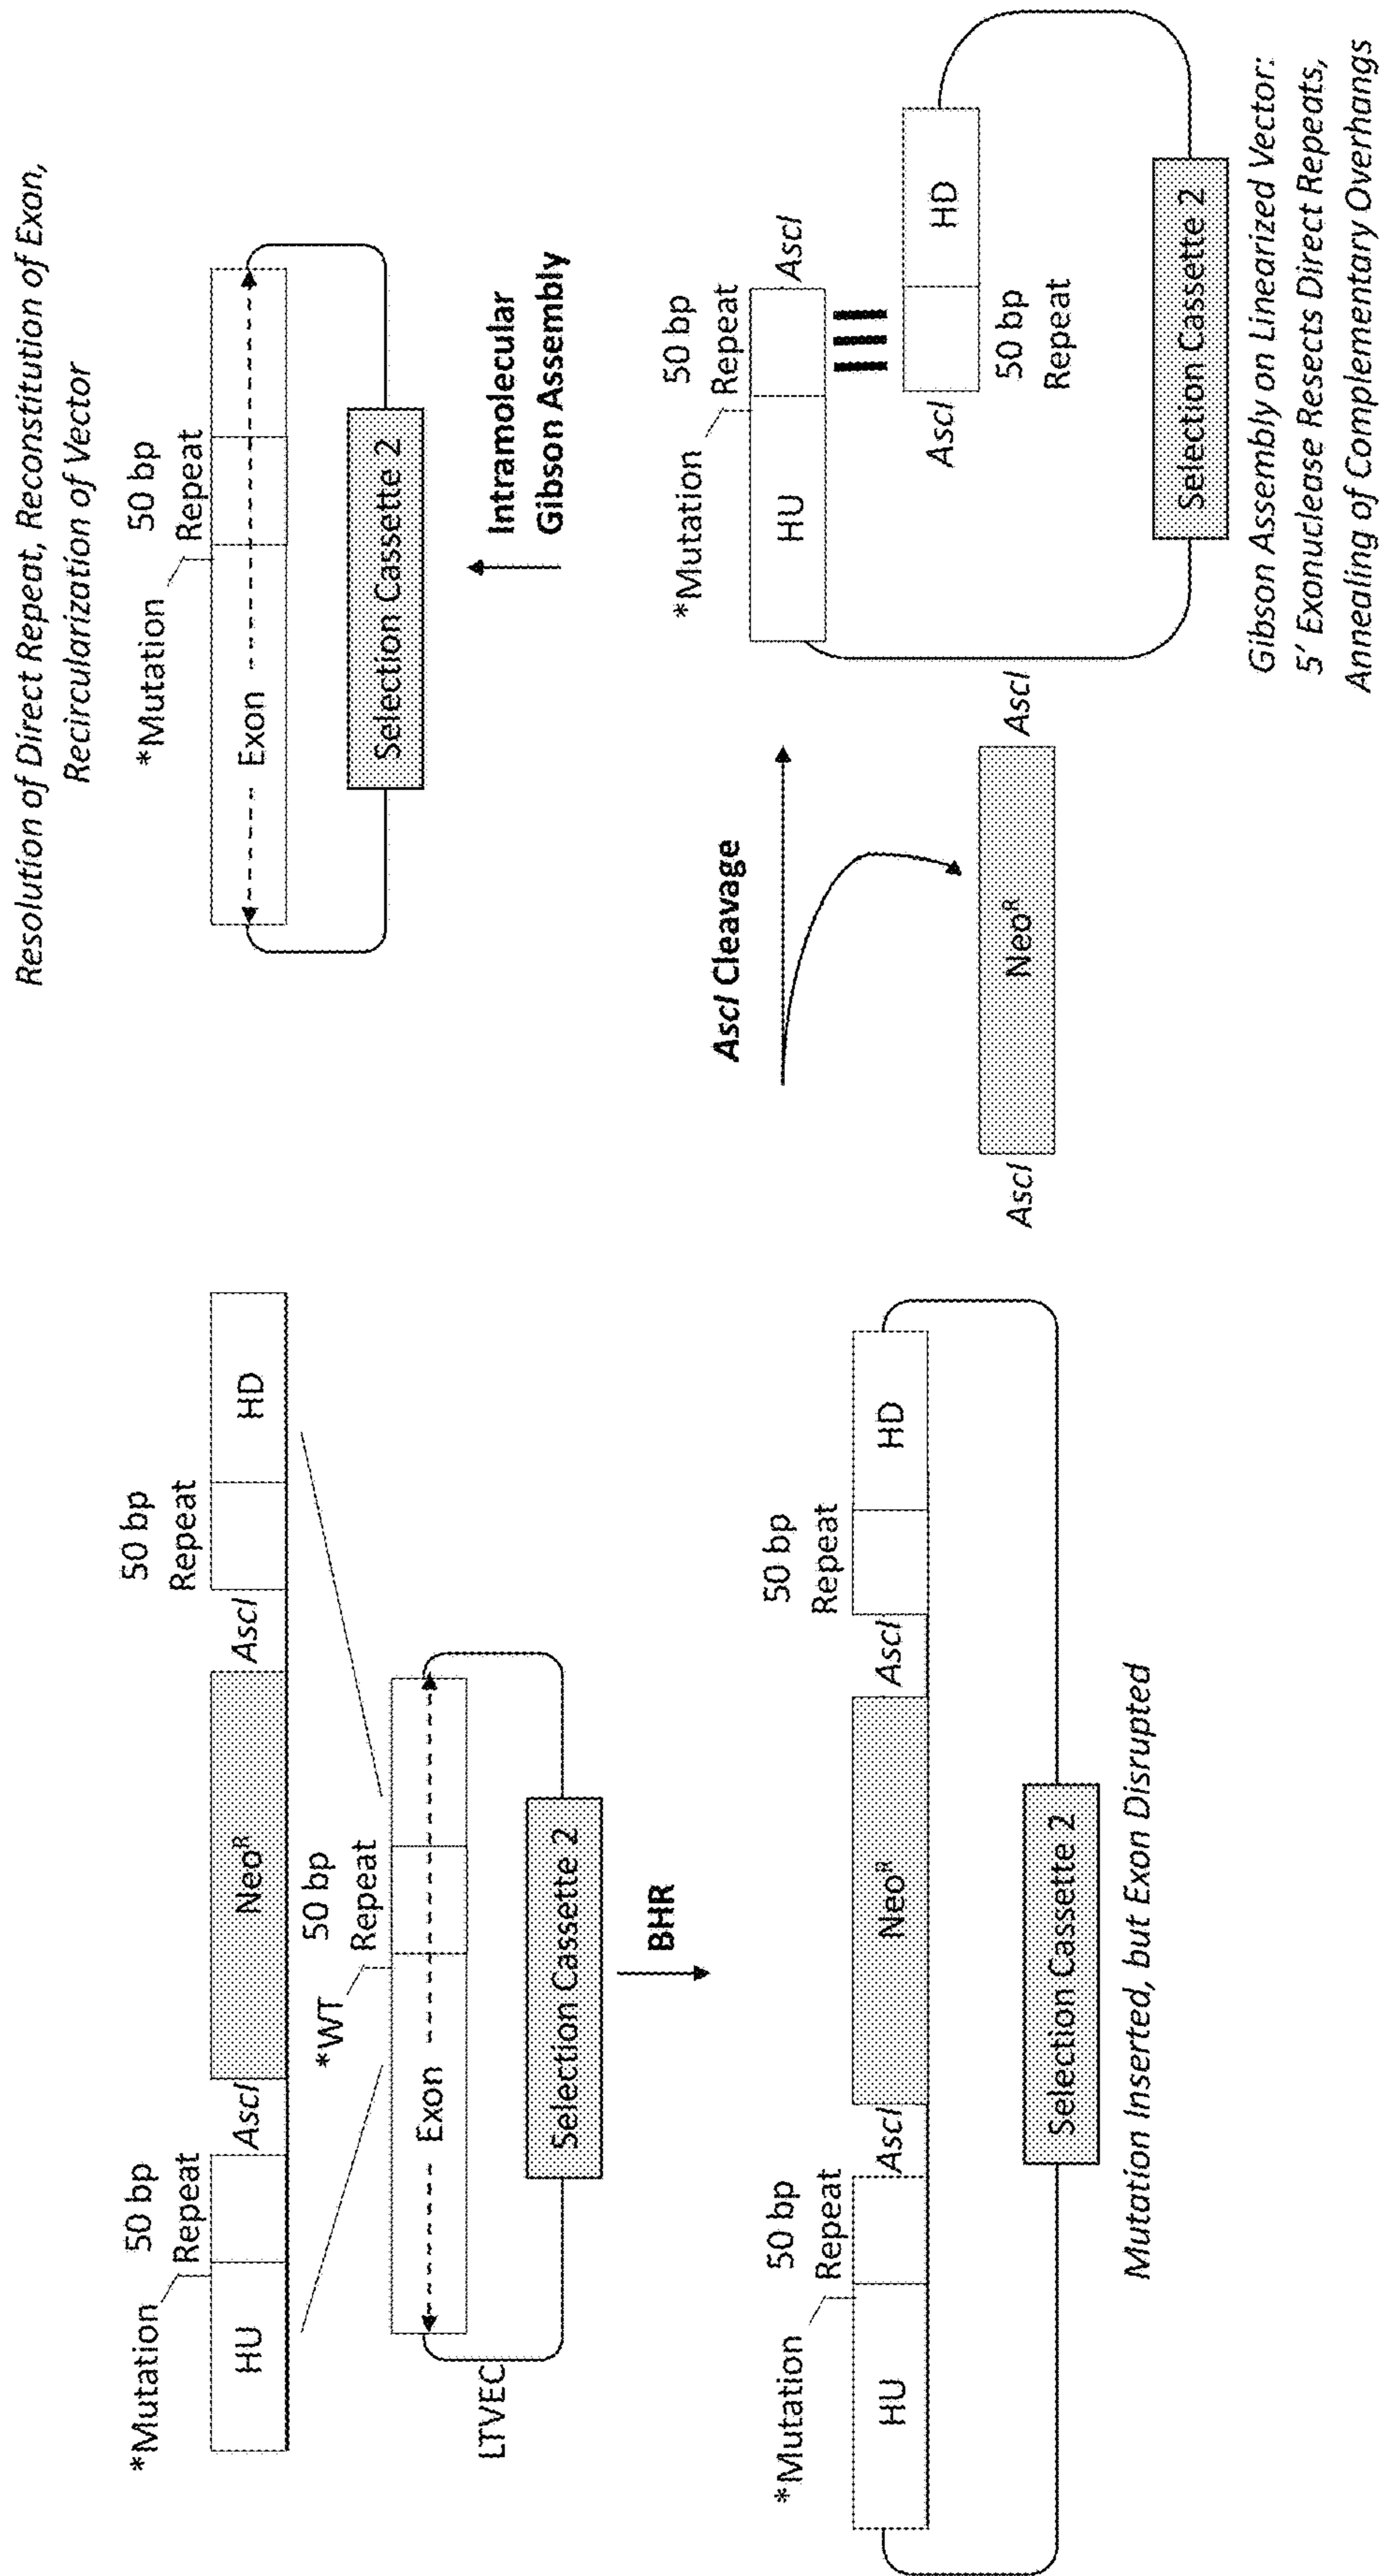 *Mutation
50 bp
Repeat
HU
AscI
Neo^R
AscI
50 bp
Repeat
HD
*WT
50 bp
Repeat
Exon
LTVEC
Selection Cassette 2
BHR
*Mutation
50 bp
Repeat
HU
AscI
Neo^R
AscI
50 bp
Repeat
HD
Selection Cassette 2
Mutation Inserted, but Exon Disrupted
AscI Cleavage
AscI
Neo^R
AscI
*Mutation
50 bp
Repeat
HU
AscI
AscI
HD
50 bp
Repeat
Selection Cassette 2
Gibson Assembly on Linearized Vector:
5' Exonuclease Resects Direct Repeats,
Annealing of Complementary Overhangs
Intramolecular
Gibson Assembly
Resolution of Direct Repeat, Reconstitution of Exon,
Recircularization of Vector
*Mutation
50 bp
Repeat
Exon
Selection Cassette 2